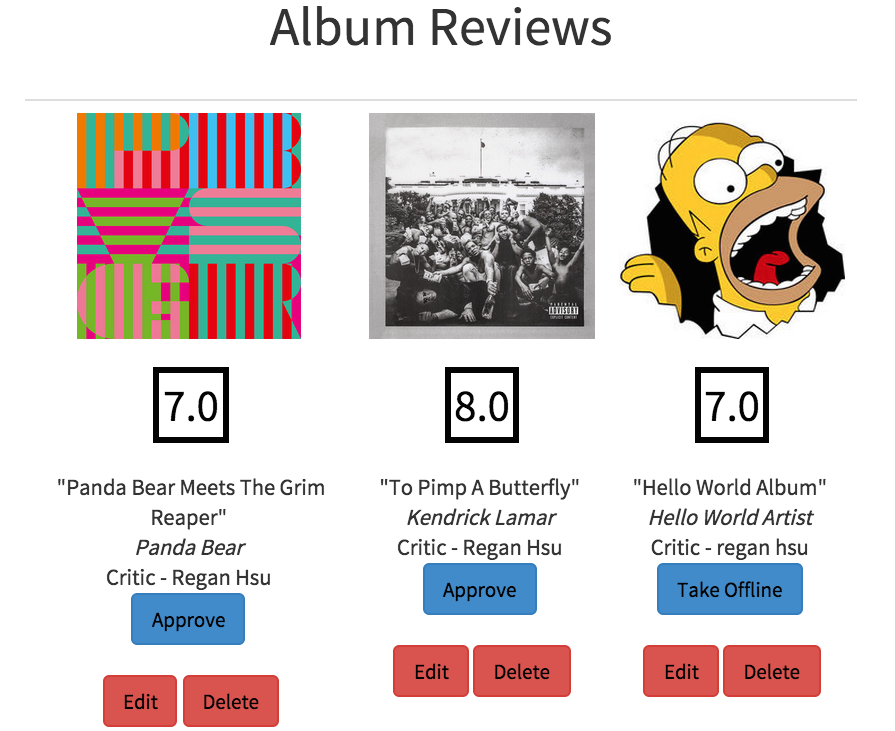 Album Reviews
PARENTAL
ADVISORY
EXPLICIT CONTENT
7.0
8.0
7.0
"Panda Bear Meets The Grim
Reaper"
Panda Bear
Critic - Regan Hsu
Approve
Edit
Delete
"To Pimp A Butterfly"
Kendrick Lamar
Critic - Regan Hsu
Approve
Edit
Delete
"Hello World Album"
Hello World Artist
Critic - regan hsu
Take Offline
Edit
Delete